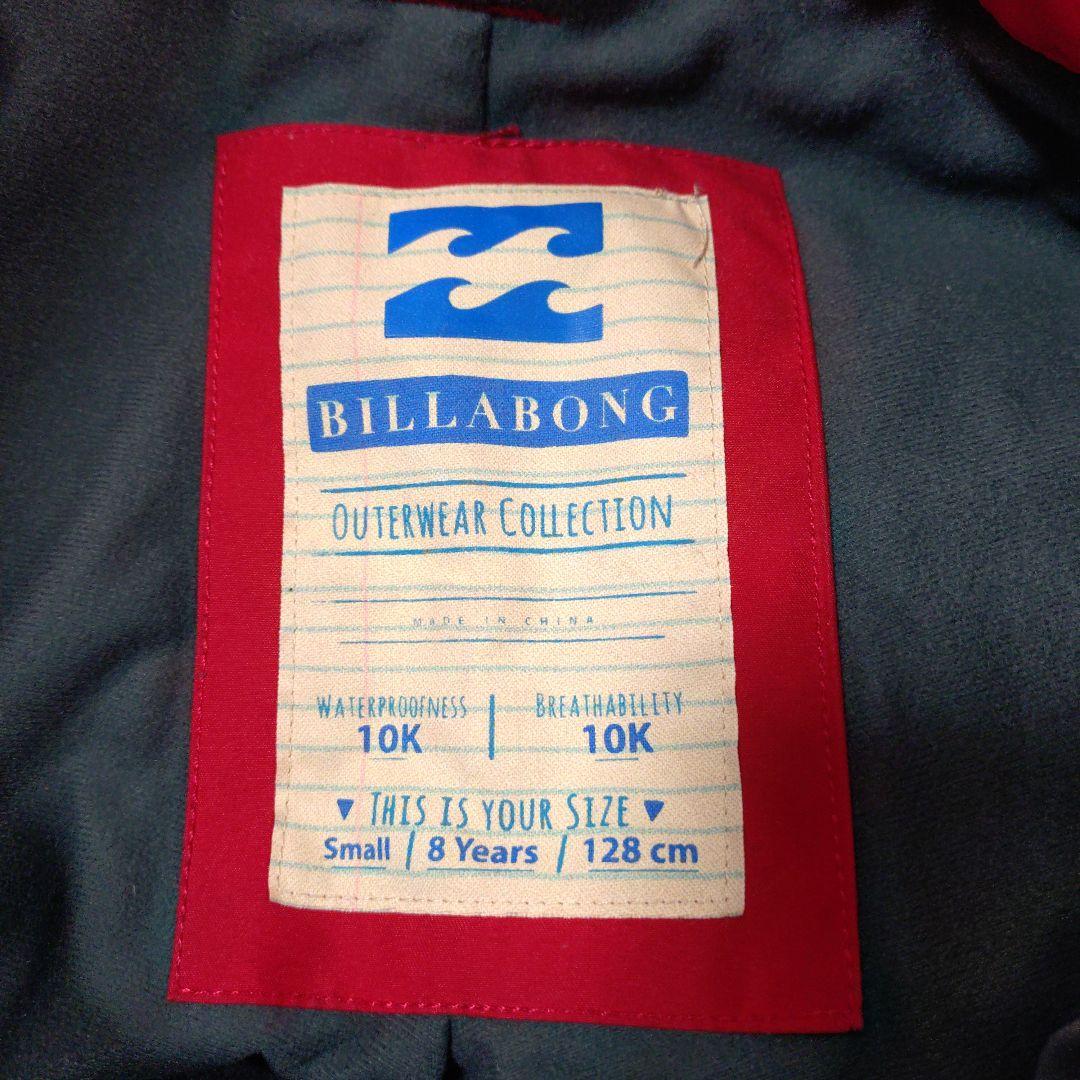 BILLABONG
OUTERWEAR COLLECTION
MADE IN CHINA
WATERPROOFNESS | BREATHABILITY
10K 10K
▼ THIS IS YOUR SIZE ▼
Small / 8 Years / 128 cm